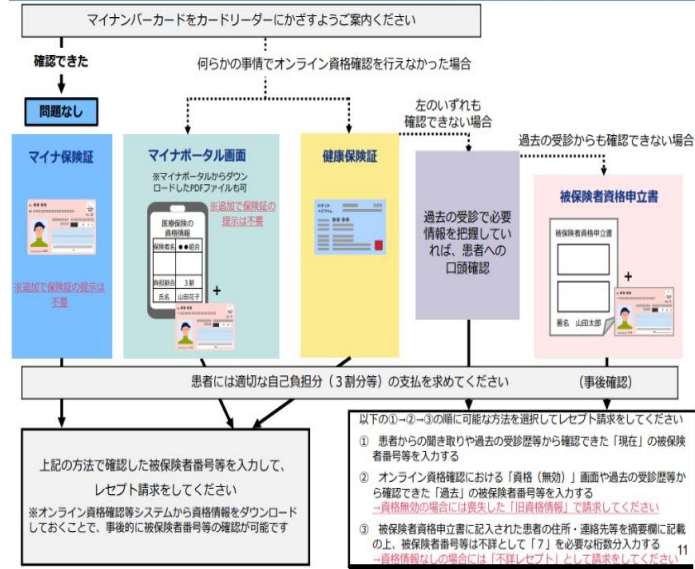 マイナンバーカードをカードリーダーにかざすようご案内ください
確認できた
何らかの事情でオンライン資格確認を行えなかった場合
問題なし
左のいずれも
確認できない場合
過去の受診からも確認できない場合
マイナ保険証
※追加で保険証の提示は
不要
マイナポータル画面
※マイナポータルからダウン
ロードしたPDFファイルも可
※追加で保険証の
提示は不要
医療保険の
資格情報
保険者名 ●●組合
負担割合 3割
氏名 山田花子
+
健康保険証
過去の受診で必要
情報を把握してい
れば、患者への
口頭確認
被保険者資格申立書
被保険者資格申立書
+
署名 山田太郎
患者には適切な自己負担分（３割分等）の支払を求めてください
(事後確認)
上記の方法で確認した被保険者番号等を入力して、
レセプト請求をしてください
※オンライン資格確認等システムから資格情報をダウンロード
しておくことで、事後的に被保険者番号等の確認が可能です
以下の①→②→③の順に可能な方法を選択してレセプト請求をしてください
① 患者からの聞き取りや過去の受診歴等から確認できた「現在」の被保険
者番号等を入力する
② オンライン資格確認における「資格（無効）」画面や過去の受診歴等か
ら確認できた「過去」の被保険者番号等を入力する
→資格無効の場合には喪失した「旧資格情報」で請求してください
③ 被保険者資格申立書に記入された患者の住所・連絡先等を摘要欄に記載
の上、被保険者番号等は不詳として「７」を必要な桁数分入力する
→資格情報なしの場合には「不詳レセプト」として請求をしてください
11